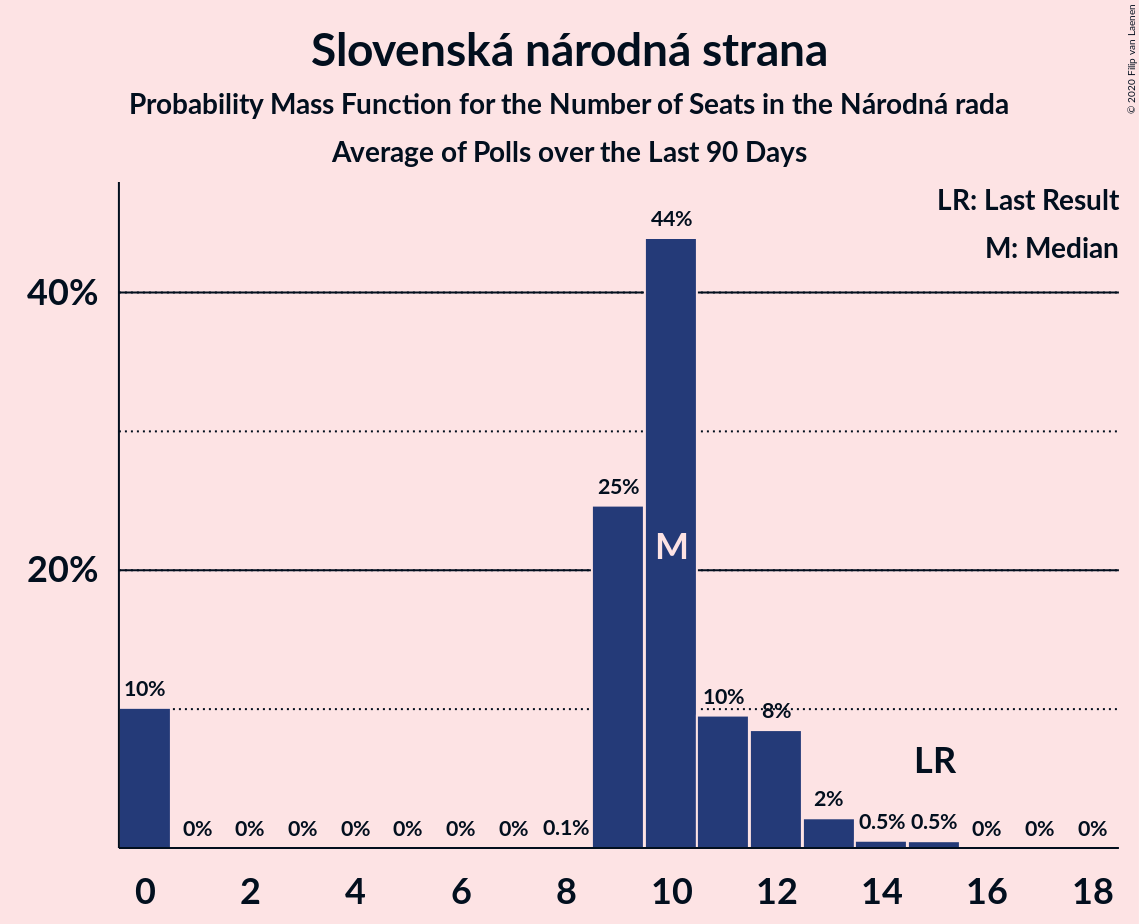 Slovenská národná strana
Probability Mass Function for the Number of Seats in the Národná rada
Average of Polls over the Last 90 Days
© 2020 Filip van Laenen
LR: Last Result
M: Median
44%
40%
25%
M
20%
10%
10%
8%
LR
2%
0% 0% 0% 0% 0% 0% 0% 0.1% 0.5% 0.5% 0% 0% 0%
0 2 4 6 8 10 12 14 16 18